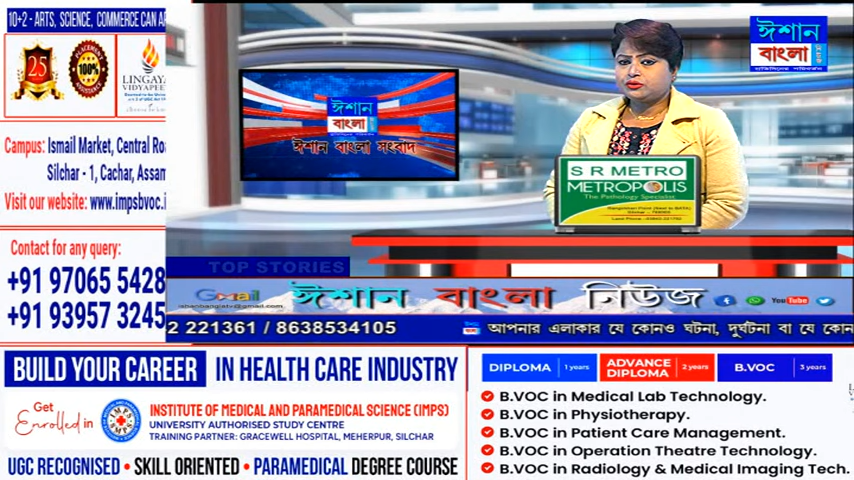 10+2 - ARTS, SCIENCE, COMMERCE CAN
25
100%
LINGAYA
VIDYAPEE
Campus: Ismail Market, Central Roa
Silchar - 1, Cachar, Assam
Visit our website: www.impsbvoc.i
Contact for any query:
+91 97065 5428
+91 93957 3245
ঈশান
বাংলা
ঈশান
বাংলা
ঈশান বাংলা সংবাদ
S R METRO
METROPOLIS
The Pathology Specialist
TOP STORIES
Gmail
ishanbanglatv@gmail.com
ঈশান বাংলা নিউজ
YouTube
2 221361 / 8638534105
আপনার এলাকার যে কোনও ঘটনা, দুর্ঘটনা বা যে কোন
BUILD YOUR CAREER IN HEALTH CARE INDUSTRY
Get
Enrolled in
IMPS
INSTITUTE OF MEDICAL AND PARAMEDICAL SCIENCE (IMPS)
UNIVERSITY AUTHORISED STUDY CENTRE
TRAINING PARTNER: GRACEWELL HOSPITAL, MEHERPUR, SILCHAR
UGC RECOGNISED • SKILL ORIENTED • PARAMEDICAL DEGREE COURSE
DIPLOMA 1 years
ADVANCE DIPLOMA 2 years
B.VOC 3 years
B.VOC in Medical Lab Technology.
B.VOC in Physiotherapy.
B.VOC in Patient Care Management.
B.VOC in Operation Theatre Technology.
B.VOC in Radiology & Medical Imaging Tech.